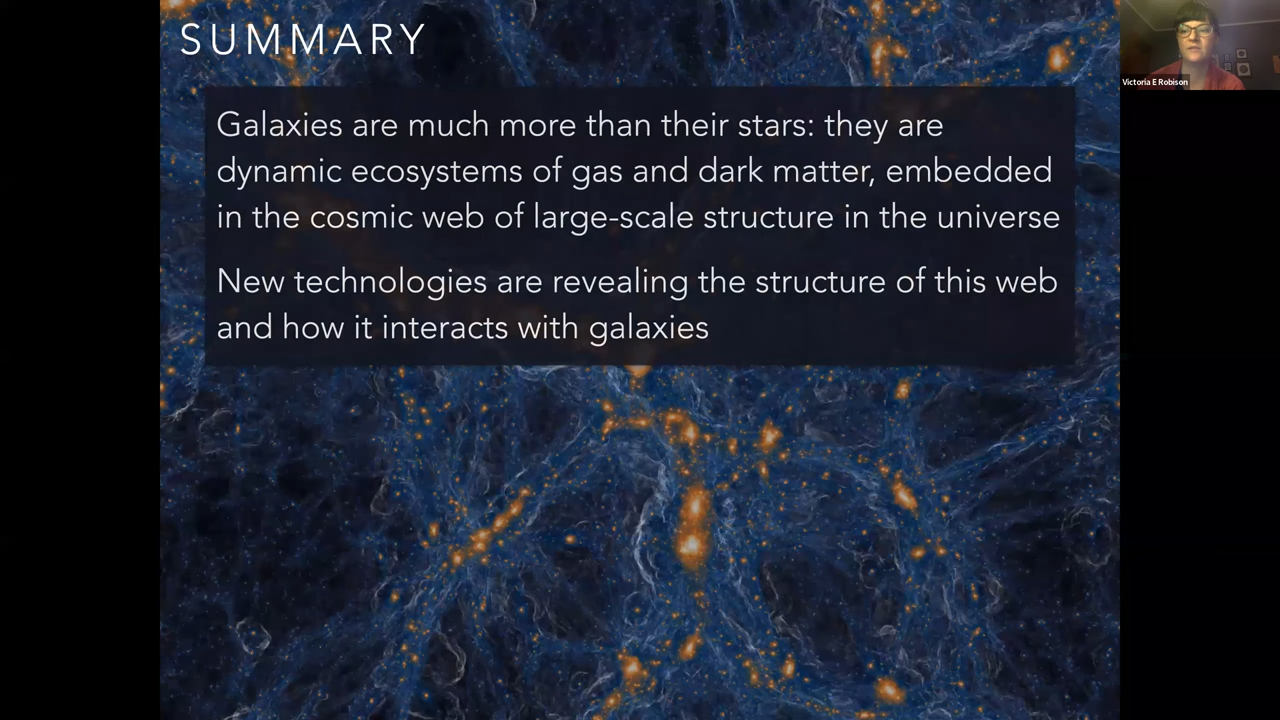 SUMMARY
Galaxies are much more than their stars: they are
dynamic ecosystems of gas and dark matter, embedded
in the cosmic web of large-scale structure in the universe
New technologies are revealing the structure of this web
and how it interacts with galaxies
Victoria E Robison